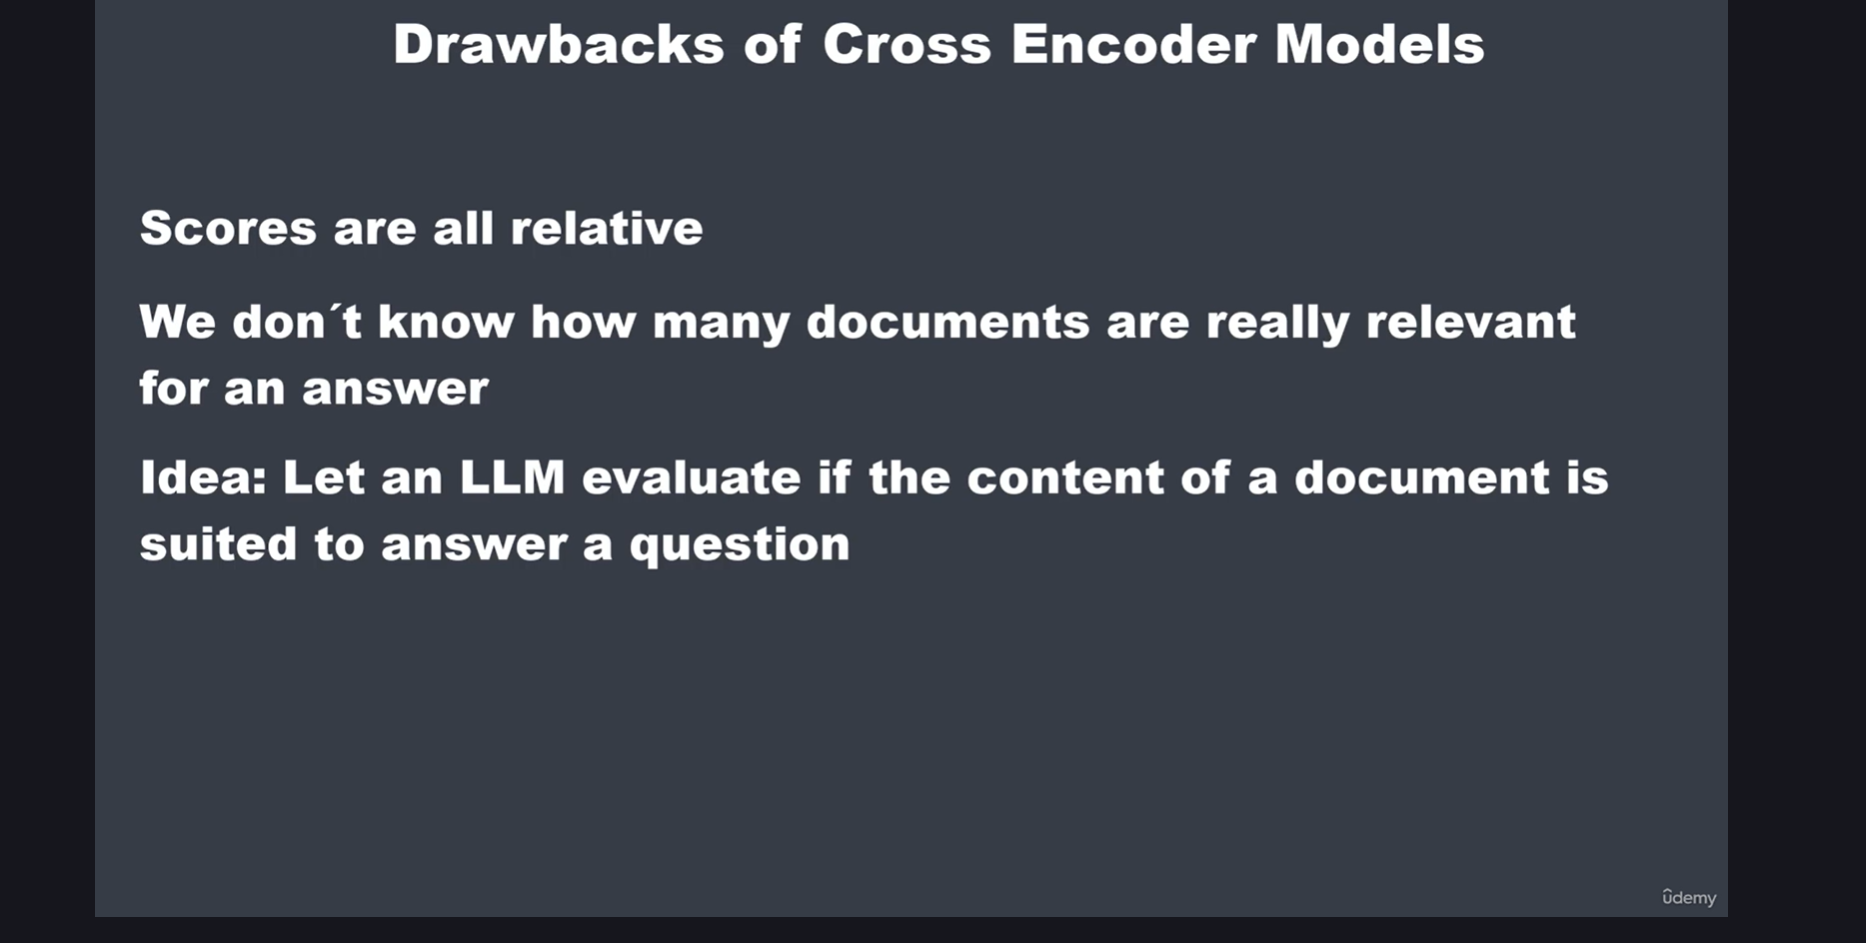 Drawbacks of Cross Encoder Models
Scores are all relative
We don´t know how many documents are really relevant
for an answer
Idea: Let an LLM evaluate if the content of a document is
suited to answer a question
ûdemy